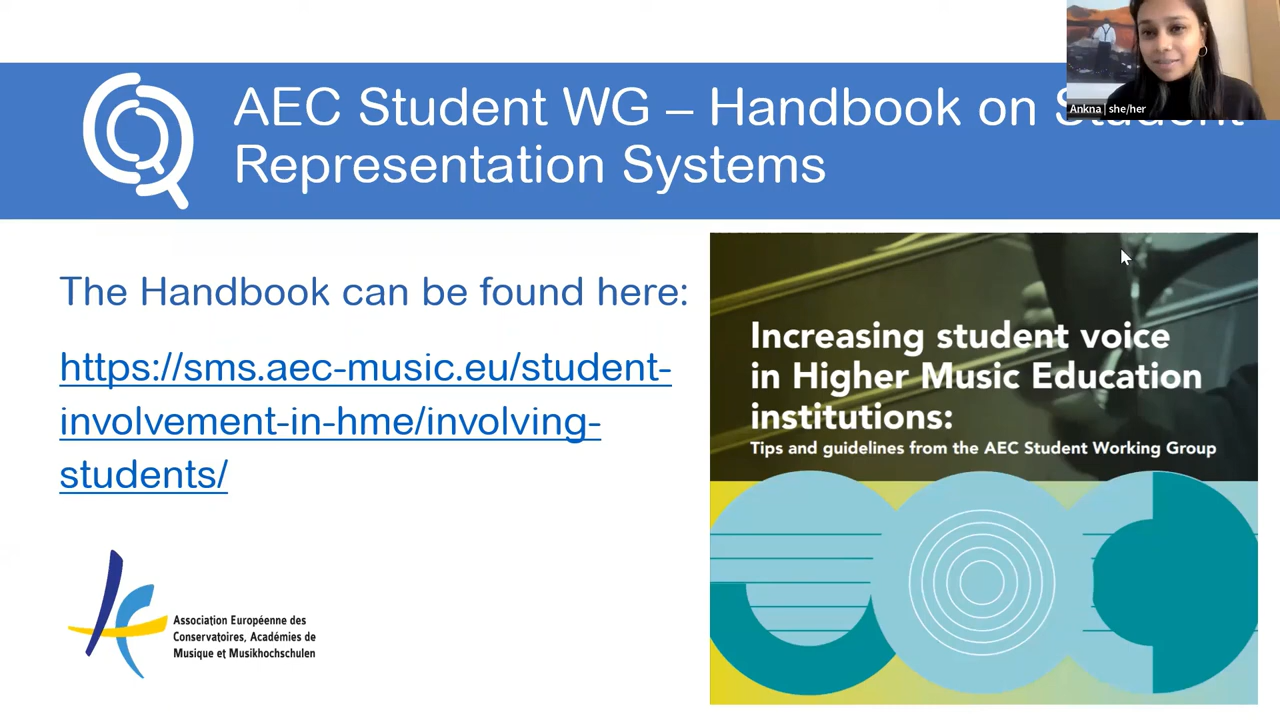 AEC Student WG – Handbook on Student
Representation Systems
Ankna | she/her
The Handbook can be found here:
https://sms.aec-music.eu/student-
involvement-in-hme/involving-
students/
Increasing student voice
in Higher Music Education
institutions:
Tips and guidelines from the AEC Student Working Group
Association Européenne des
Conservatoires, Académies de
Musique et Musikhochschulen